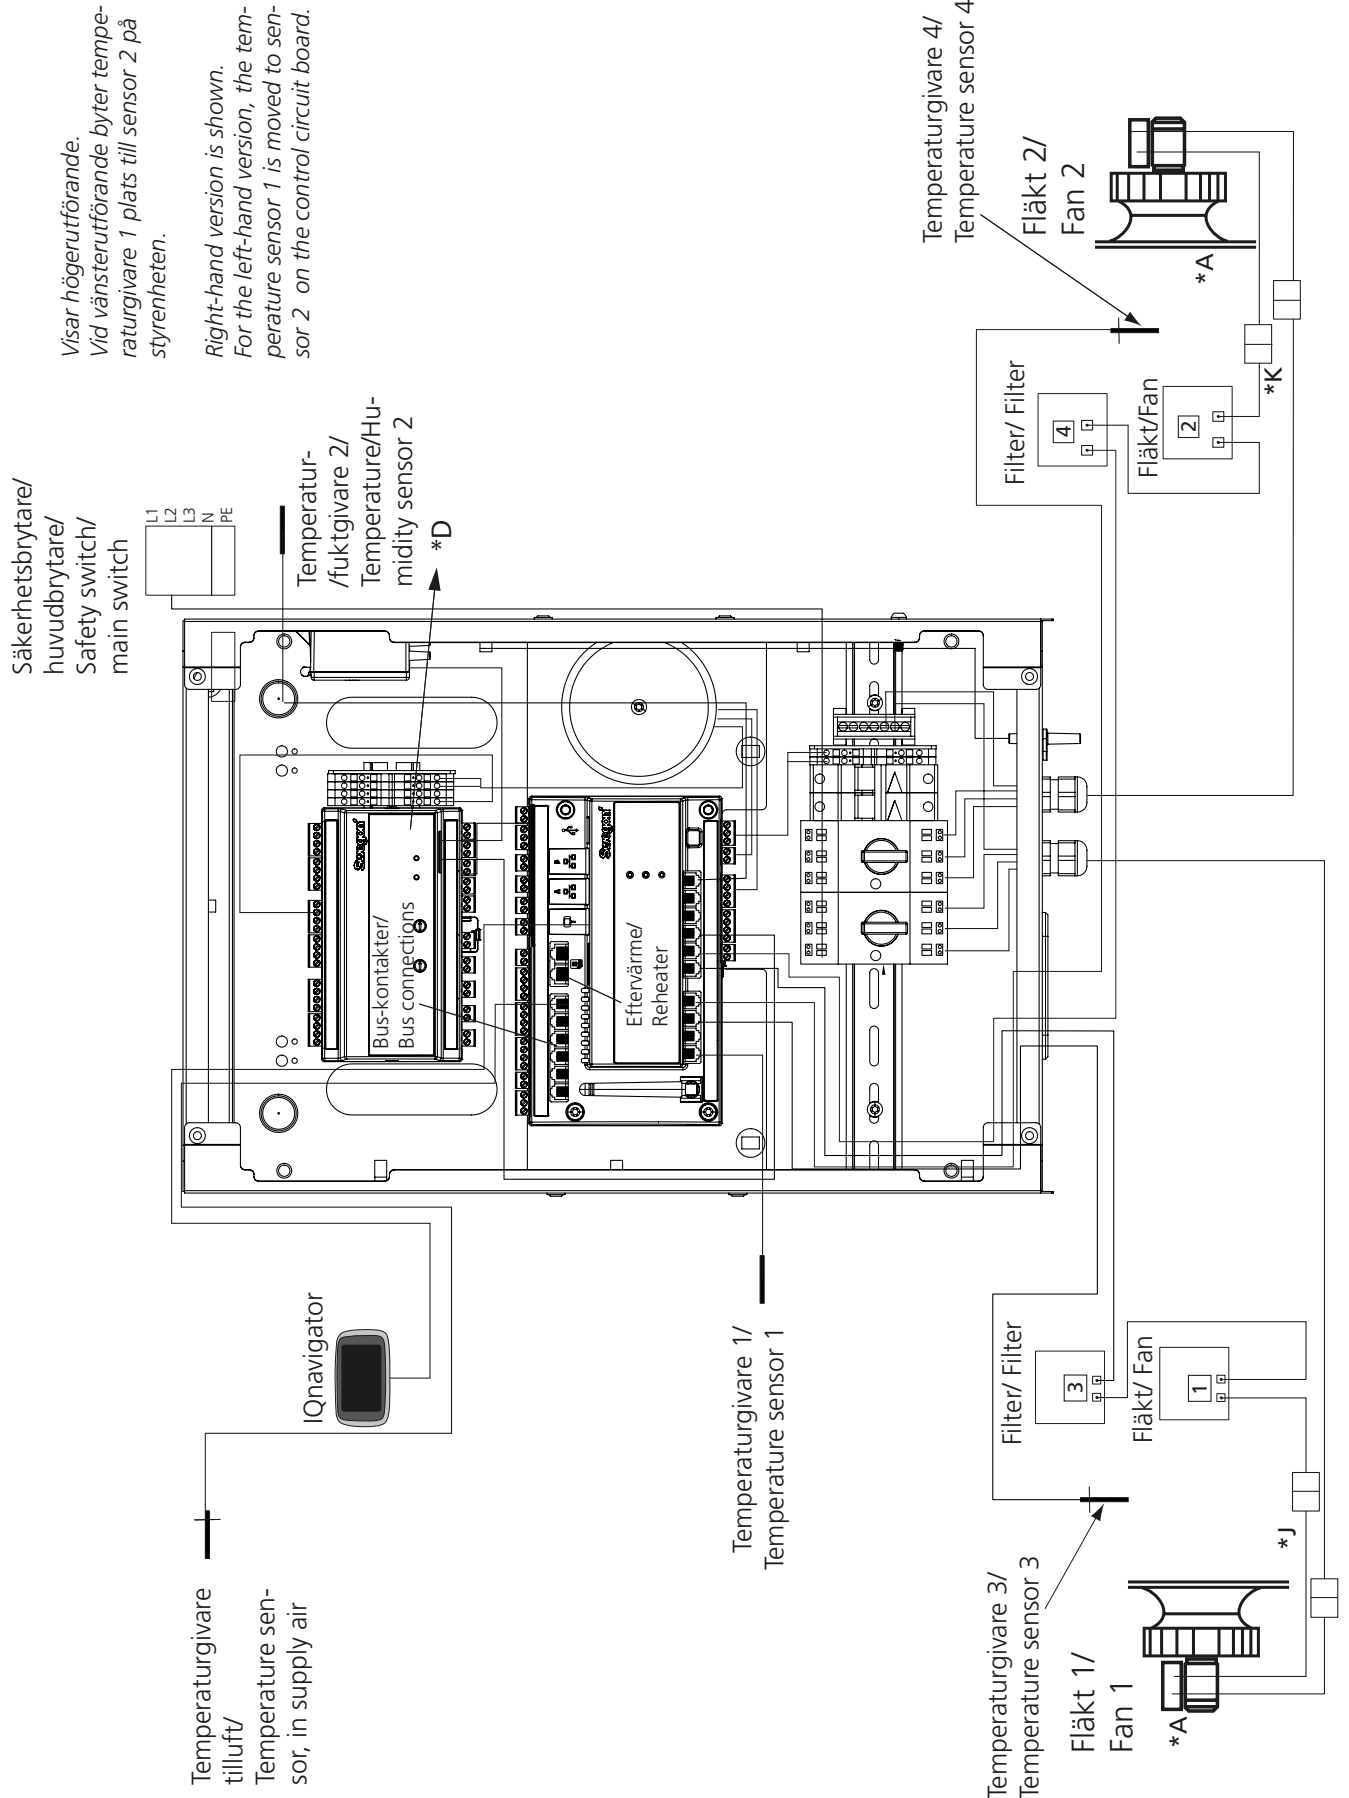 Säkerhetsbrytare/
huvudbrytare/
Safety switch/
main switch
L1
L2
L3
N
PE
Visar högerutförande.
Vid vänsterutförande byter tempe-
raturgivare 1 plats till sensor 2 på
styrenheten.
Right-hand version is shown.
For the left-hand version, the tem-
perature sensor 1 is moved to sen-
sor 2 on the control circuit board.
Temperatur-
/fuktgivare 2/
Temperature/Hu-
midity sensor 2
*D
Temperaturgivare
tilluft/
Temperature sen-
sor, in supply air
IQnavigator
Swegon
Bus-kontakter/
Bus connections
Swegon
A
B
Eftervärme/
Reheater
Temperaturgivare 1/
Temperature sensor 1
Temperaturgivare 4/
Temperature sensor 4
Fläkt 2/
Fan 2
*A
Filter/ Filter
4
Fläkt/Fan
2
*K
Filter/ Filter
3
Fläkt/ Fan
1
*J
Temperaturgivare 3/
Temperature sensor 3
Fläkt 1/
Fan 1
*A